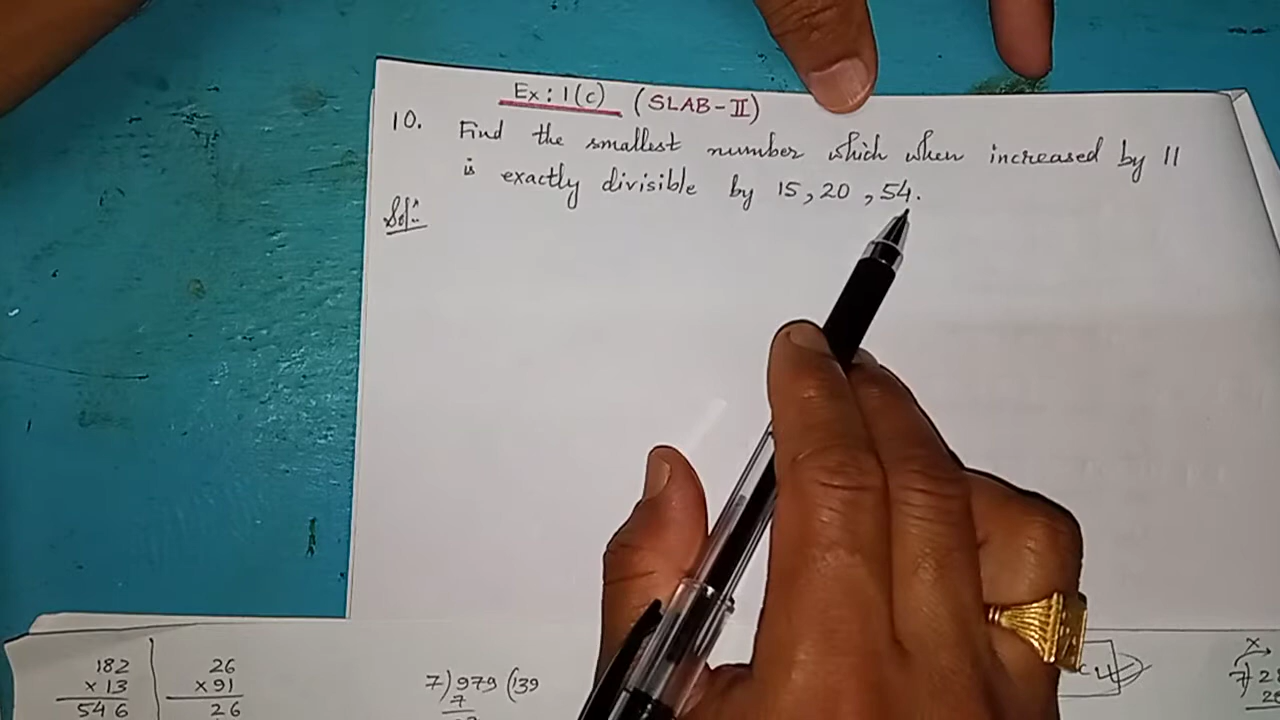 Ex: 1(c) (SLAB-II)
10. Find the smallest number which when increased by 11
is exactly divisible by 15, 20, 54.
Sol:
182
x 13
546
26
x 91
26
7)979(139
7
x